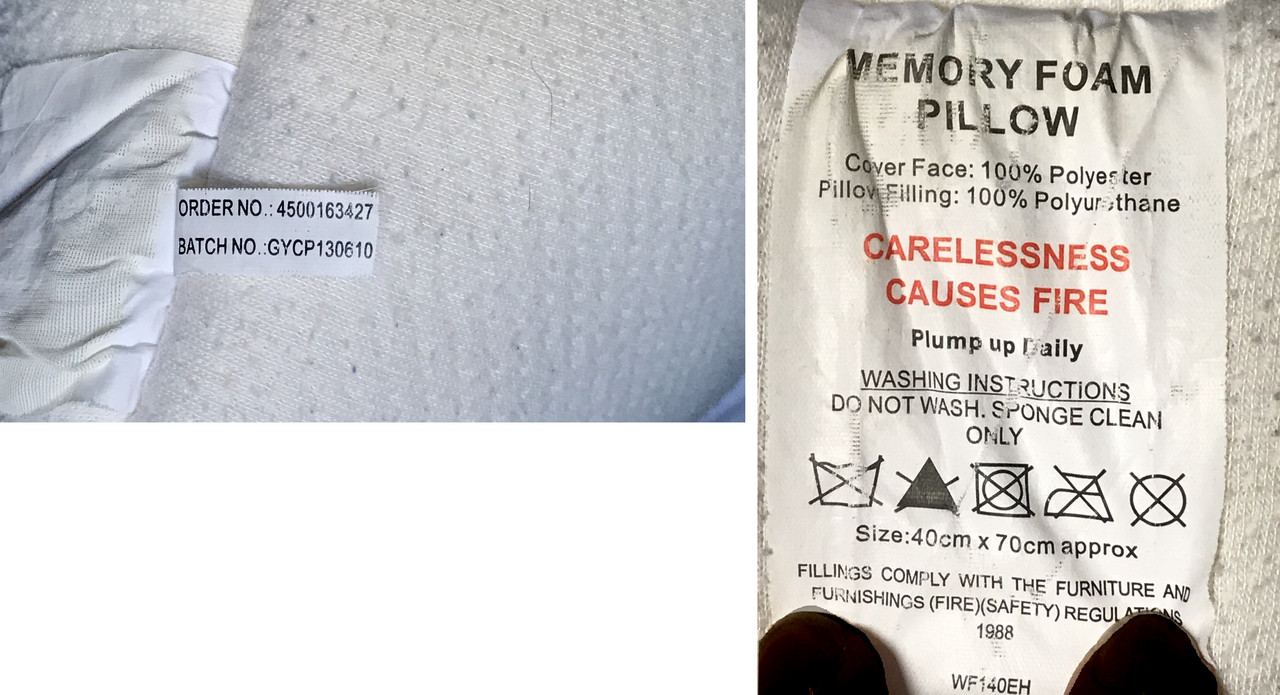 ORDER NO.: 4500163427
BATCH NO.:GYCP130610
MEMORY FOAM
PILLOW
Cover Face: 100% Polyester
Pillow Filling: 100% Polyurethane
CARELESSNESS
CAUSES FIRE
Plump up Daily
WASHING INSTRUCTIONS
DO NOT WASH. SPONGE CLEAN
ONLY
Size:40cm x 70cm approx
FILLINGS COMPLY WITH THE FURNITURE AND
FURNISHINGS (FIRE)(SAFETY) REGULATIONS
1988
WF140EH